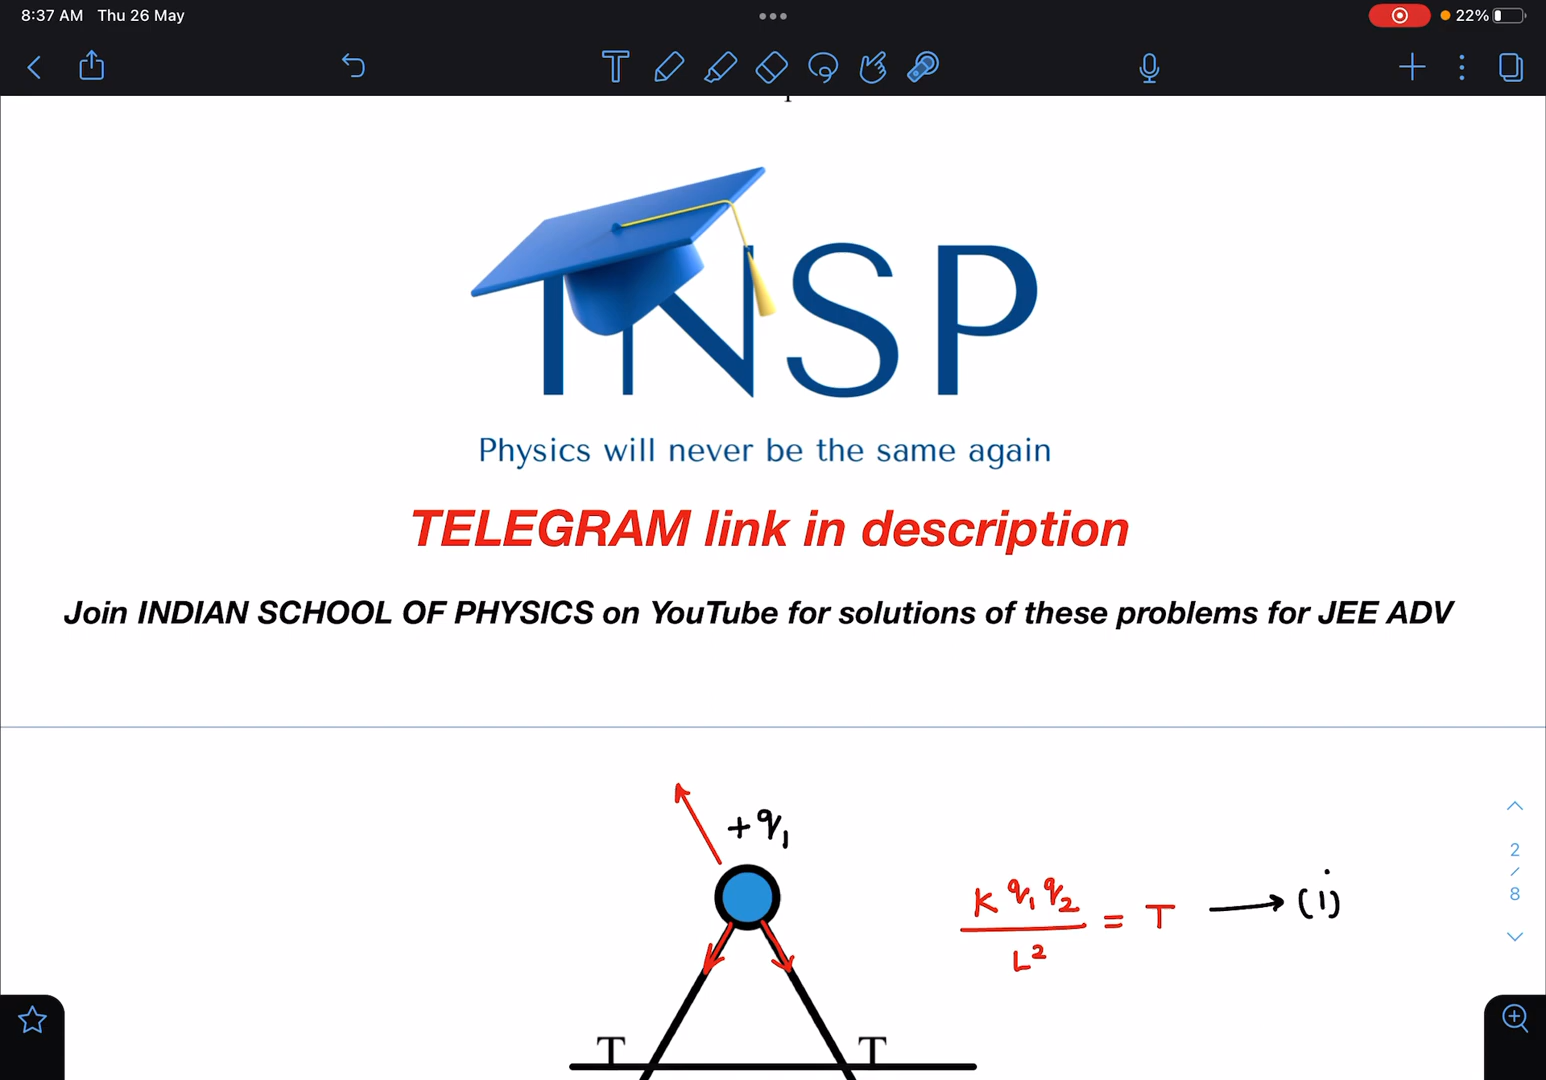 8:37 AM Thu 26 May
22%
T
INSP
Physics will never be the same again
TELEGRAM link in description
Join INDIAN SCHOOL OF PHYSICS on YouTube for solutions of these problems for JEE ADV
+q₁
K q₁ q₂ / L² = T → (i)
2
/
8
T T